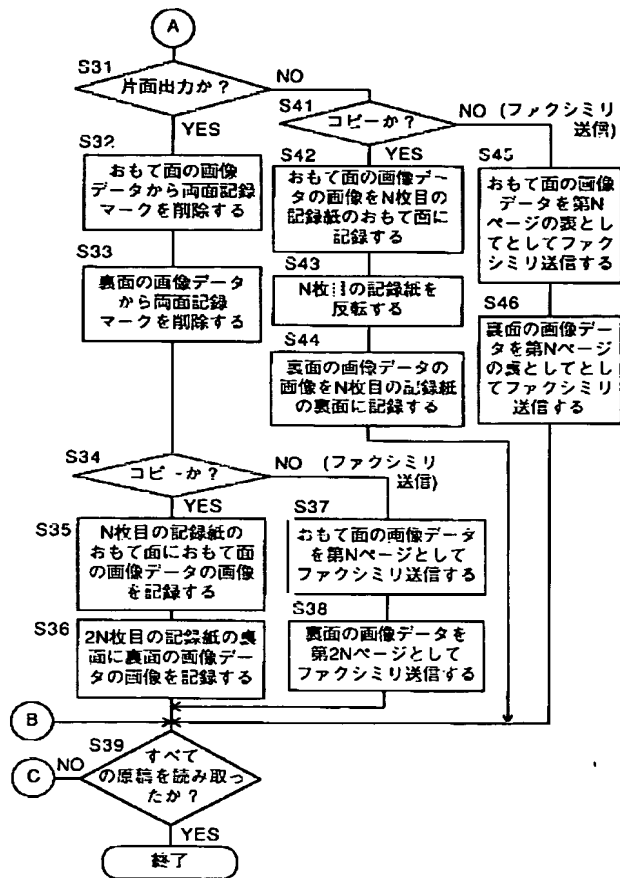 A
S31
片面出力か？
NO
YES
S41
コピーか？
NO (ファクシミリ
送信)
YES
S32
おもて面の画像
データから両面記録
マークを削除する
S33
裏面の画像データ
から両面記録
マークを削除する
S42
おもて面の画像デー
タの画像をN枚目の
記録紙のおもて面に
記録する
S43
N枚目の記録紙を
反転する
S44
裏面の画像データの
画像をN枚目の記録紙
の裏面に記録する
S45
おもて面の画像
データを第N
ページの表とし
てとしてファク
シミリ送信する
S46
裏面の画像デー
タを第Nページ
の裏としてとし
てファクシミリ
送信する
S34
コピーか？
NO (ファクシミリ
送信)
YES
S35
N枚目の記録紙の
おもて面におもて面
の画像データの画像
を記録する
S36
2N枚目の記録紙の裏
面に裏面の画像デー
タの画像を記録する
S37
おもて面の画像データ
を第Nページとして
ファクシミリ送信する
S38
裏面の画像データを
第2Nページとして
ファクシミリ送信する
B
S39
すべて
の原稿を読み取っ
たか？
NO
C
YES
終了